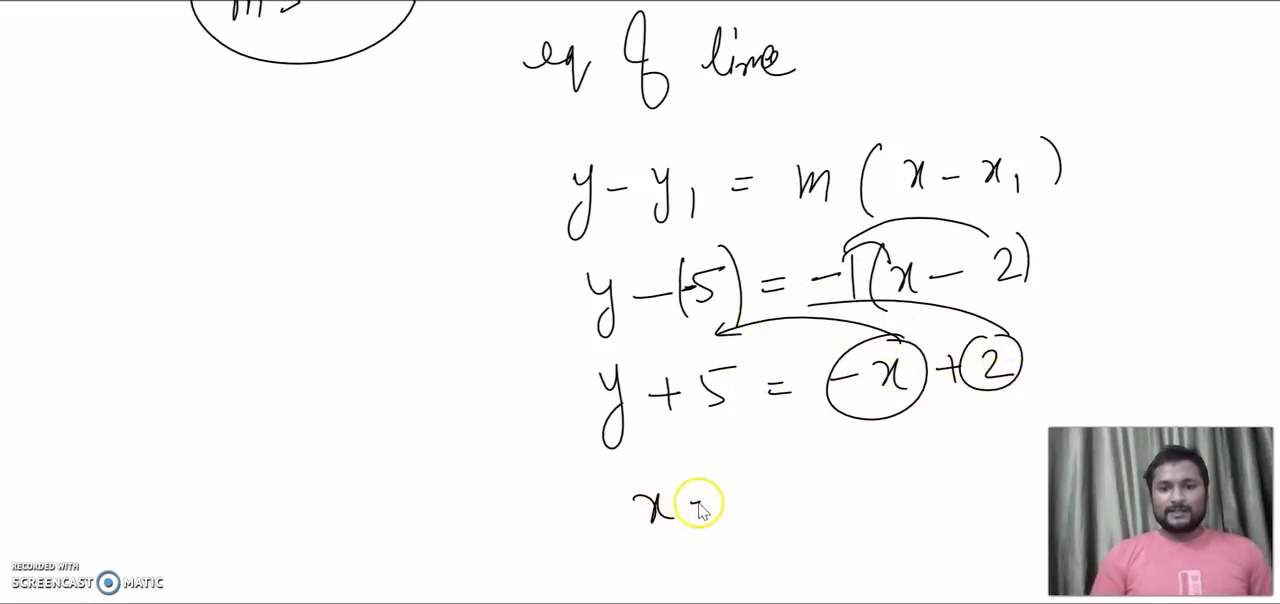 eq of line
y - y₁ = m ( x - x₁ )
y - (-5) = -1(x - 2)
y + 5 = -x + 2
x
RECORDED WITH
SCREENCAST MATIC